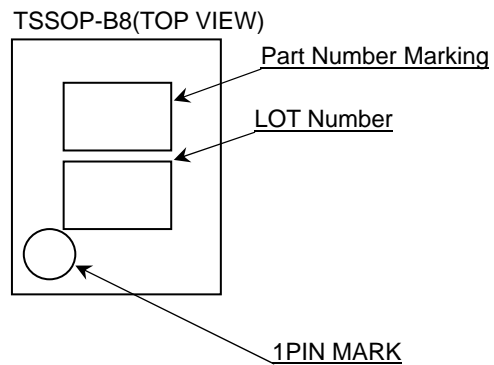 TSSOP-B8(TOP VIEW)
Part Number Marking
LOT Number
1PIN MARK